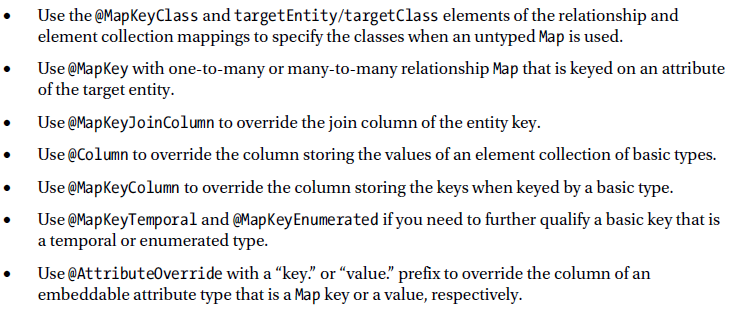 • Use the @MapKeyClass and targetEntity/targetClass elements of the relationship and
element collection mappings to specify the classes when an untyped Map is used.
• Use @MapKey with one-to-many or many-to-many relationship Map that is keyed on an attribute
of the target entity.
• Use @MapKeyJoinColumn to override the join column of the entity key.
• Use @Column to override the column storing the values of an element collection of basic types.
• Use @MapKeyColumn to override the column storing the keys when keyed by a basic type.
• Use @MapKeyTemporal and @MapKeyEnumerated if you need to further qualify a basic key that is
a temporal or enumerated type.
• Use @AttributeOverride with a “key.” or “value.” prefix to override the column of an
embeddable attribute type that is a Map key or a value, respectively.